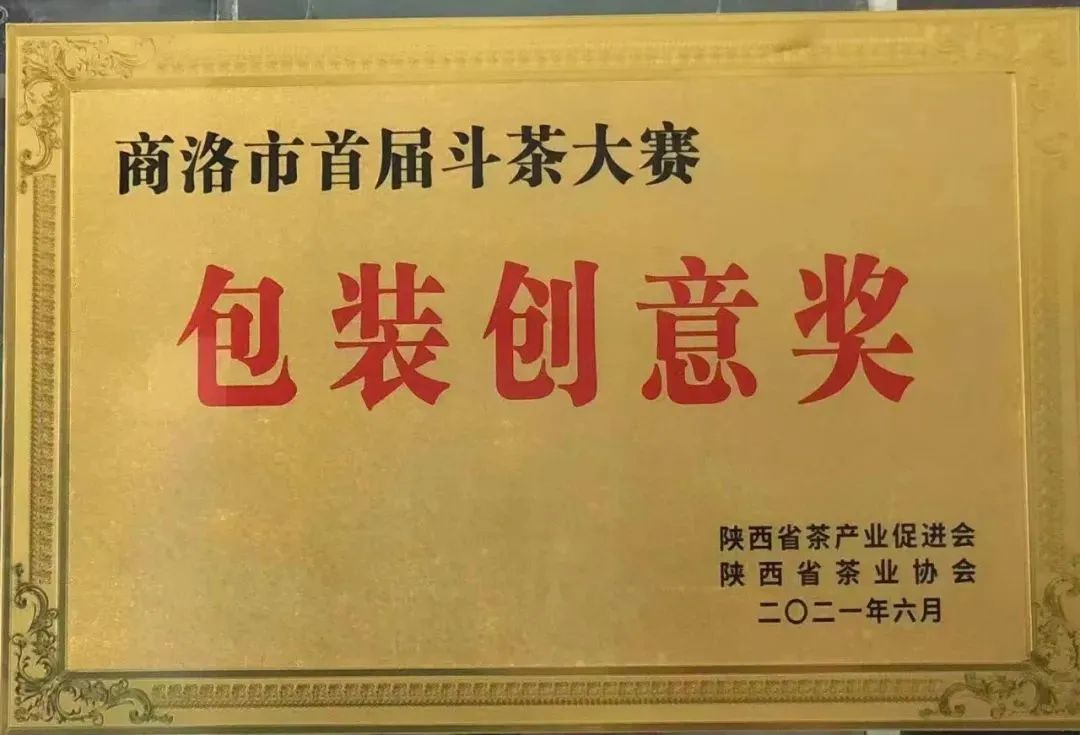 商洛市首届斗茶大赛
包装创意奖
陕西省茶产业促进会
陕西省茶业协会
二〇二一年六月